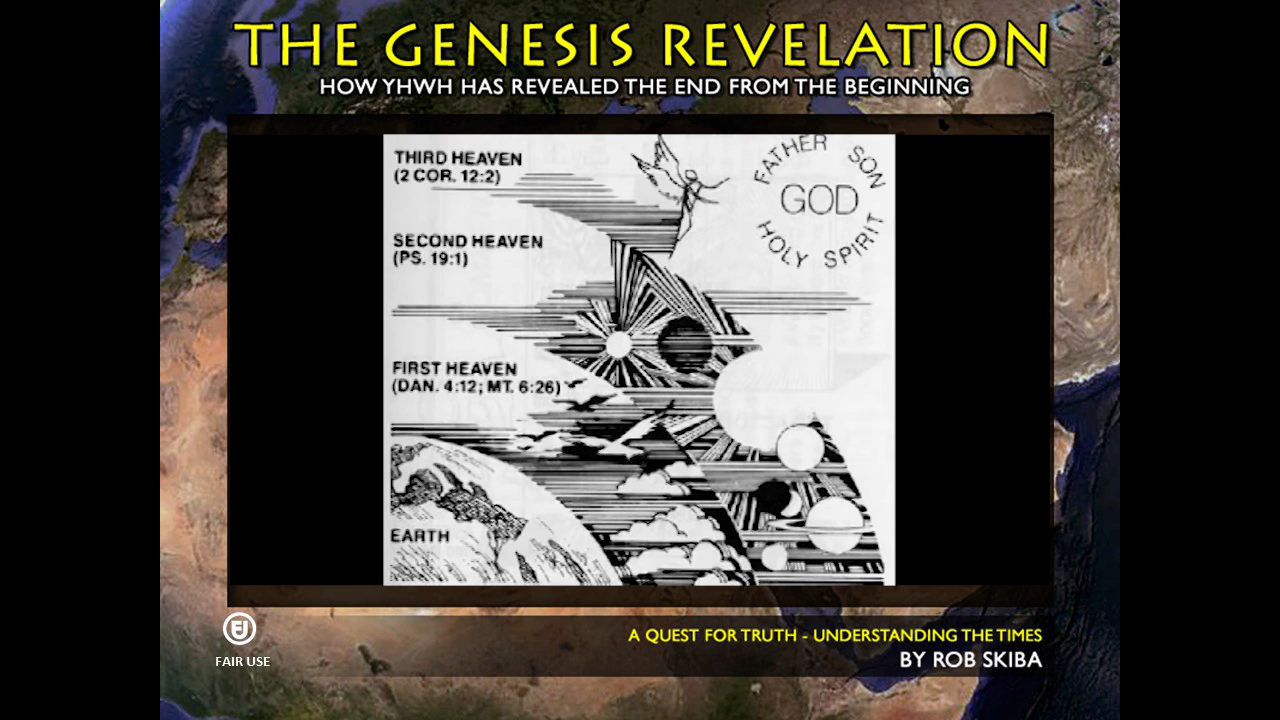 THE GENESIS REVELATION
HOW YHWH HAS REVEALED THE END FROM THE BEGINNING
THIRD HEAVEN
(2 COR. 12:2)
FATHER SON
GOD
HOLY SPIRIT
SECOND HEAVEN
(PS. 19:1)
FIRST HEAVEN
(DAN. 4:12; MT. 6:26)
EARTH
EJ
FAIR USE
A QUEST FOR TRUTH - UNDERSTANDING THE TIMES
BY ROB SKIBA